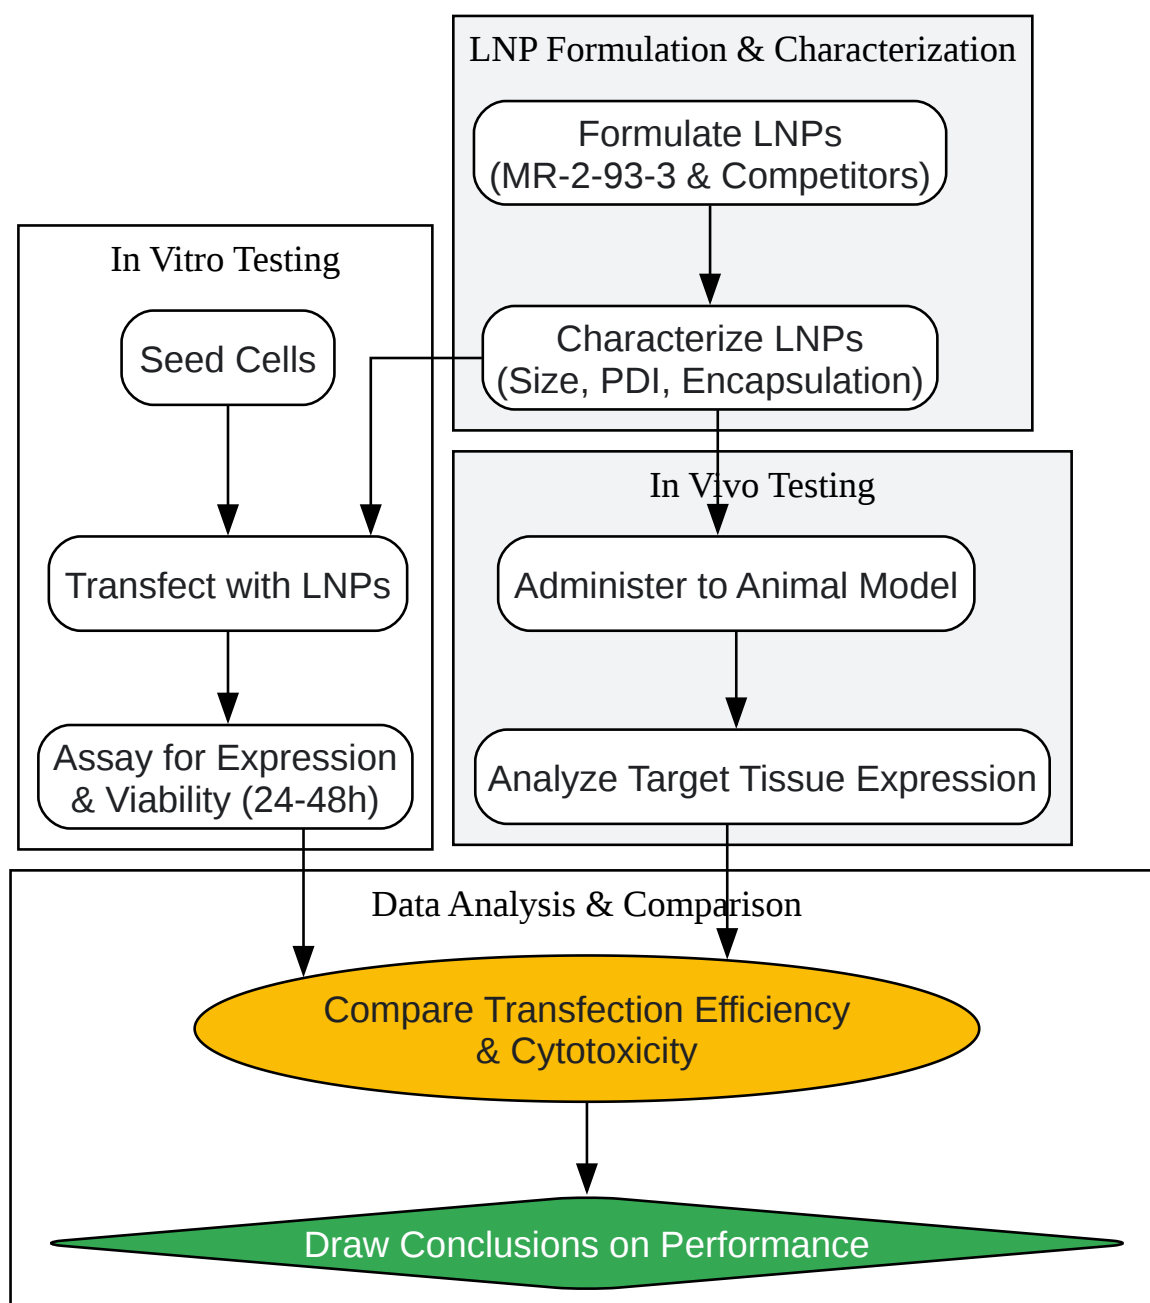 LNP Formulation & Characterization
Formulate LNPs
(MR-2-93-3 & Competitors)
Characterize LNPs
(Size, PDI, Encapsulation)
In Vitro Testing
Seed Cells
Transfect with LNPs
Assay for Expression
& Viability (24-48h)
In Vivo Testing
Administer to Animal Model
Analyze Target Tissue Expression
Data Analysis & Comparison
Compare Transfection Efficiency
& Cytotoxicity
Draw Conclusions on Performance